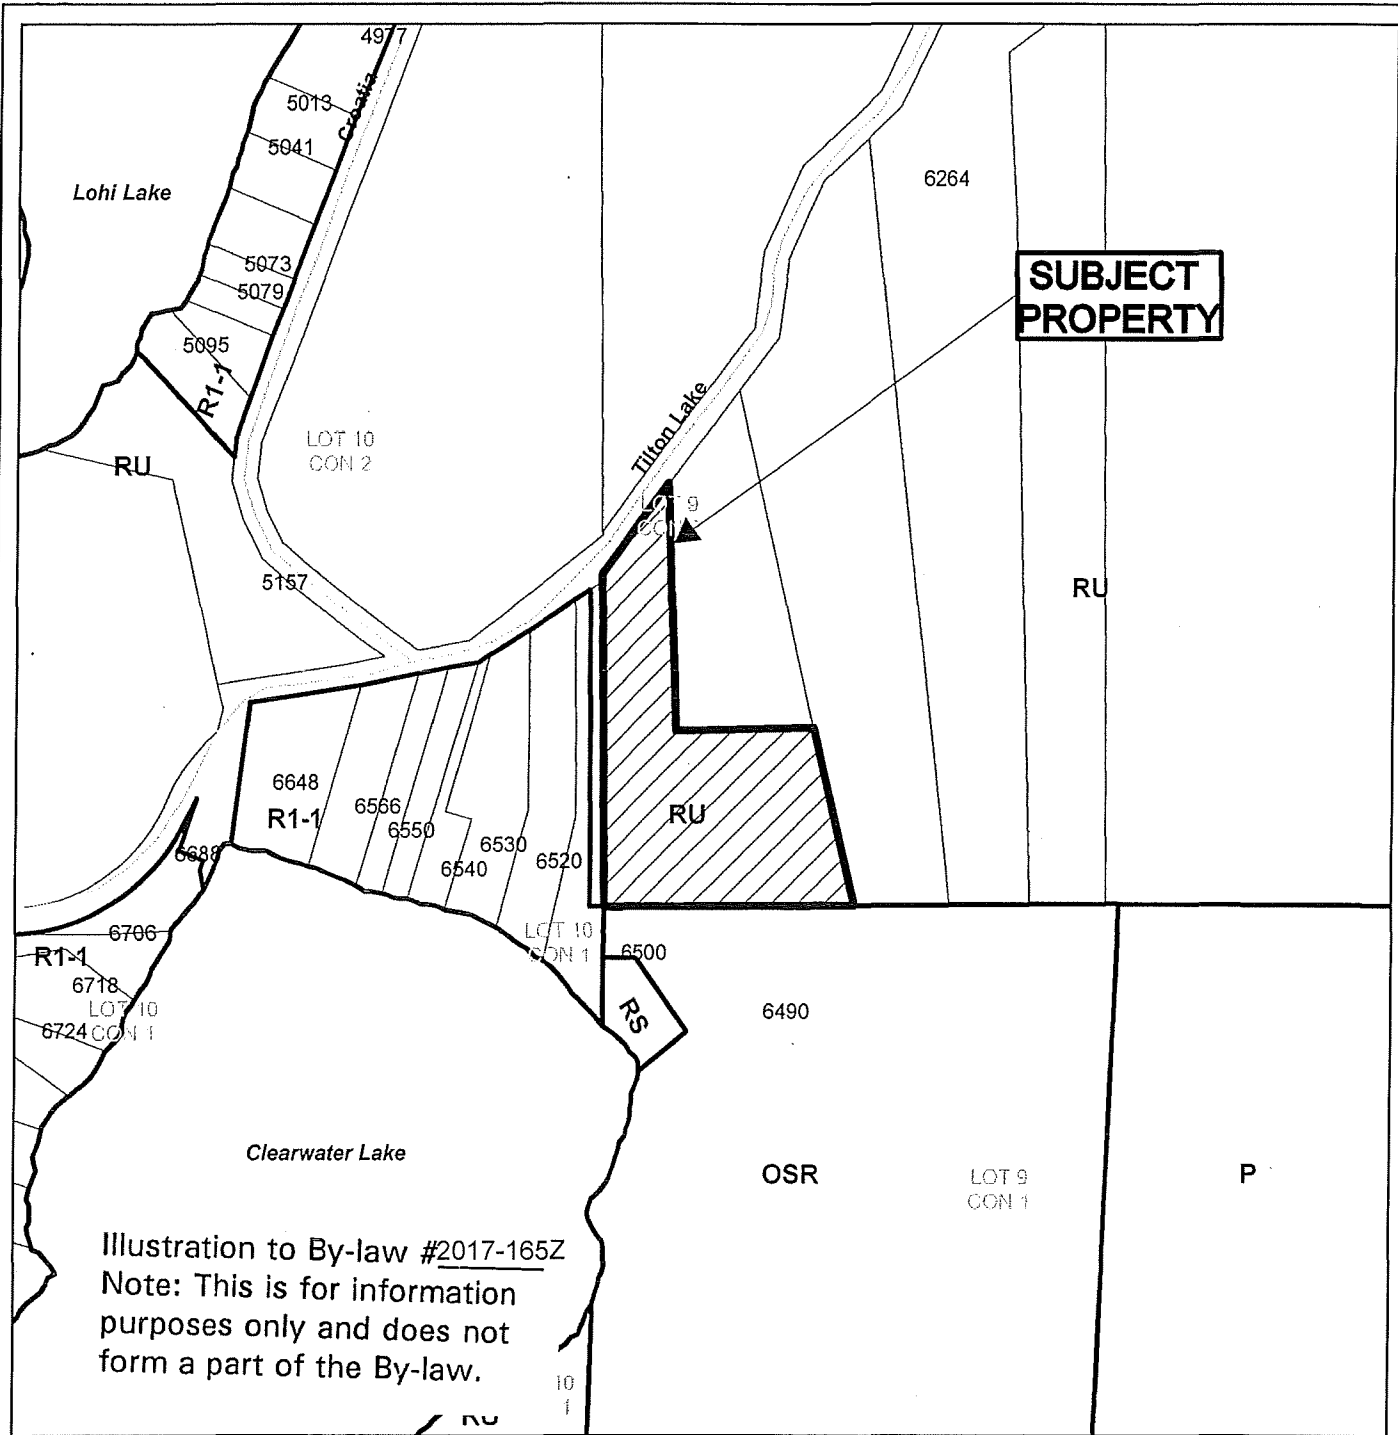 4977
Croatia
5013
5041
Lohi Lake
6264
5073
5079
SUBJECT
PROPERTY
5095
R1-1
Tilton Lake
LOT 10
CON 2
RU
LOT 9
5157
RU
6648
R1-1
6566
6550
RU
6530
6540
6520
6688
6706
LOT 10
CON 1
6500
R1-1
6718
LOT 10
CON 1
6724
RS
6490
Clearwater Lake
OSR
LOT 9
CON 1
P
Illustration to By-law #2017-165Z
Note: This is for information
purposes only and does not
form a part of the By-law.
10
1
RU